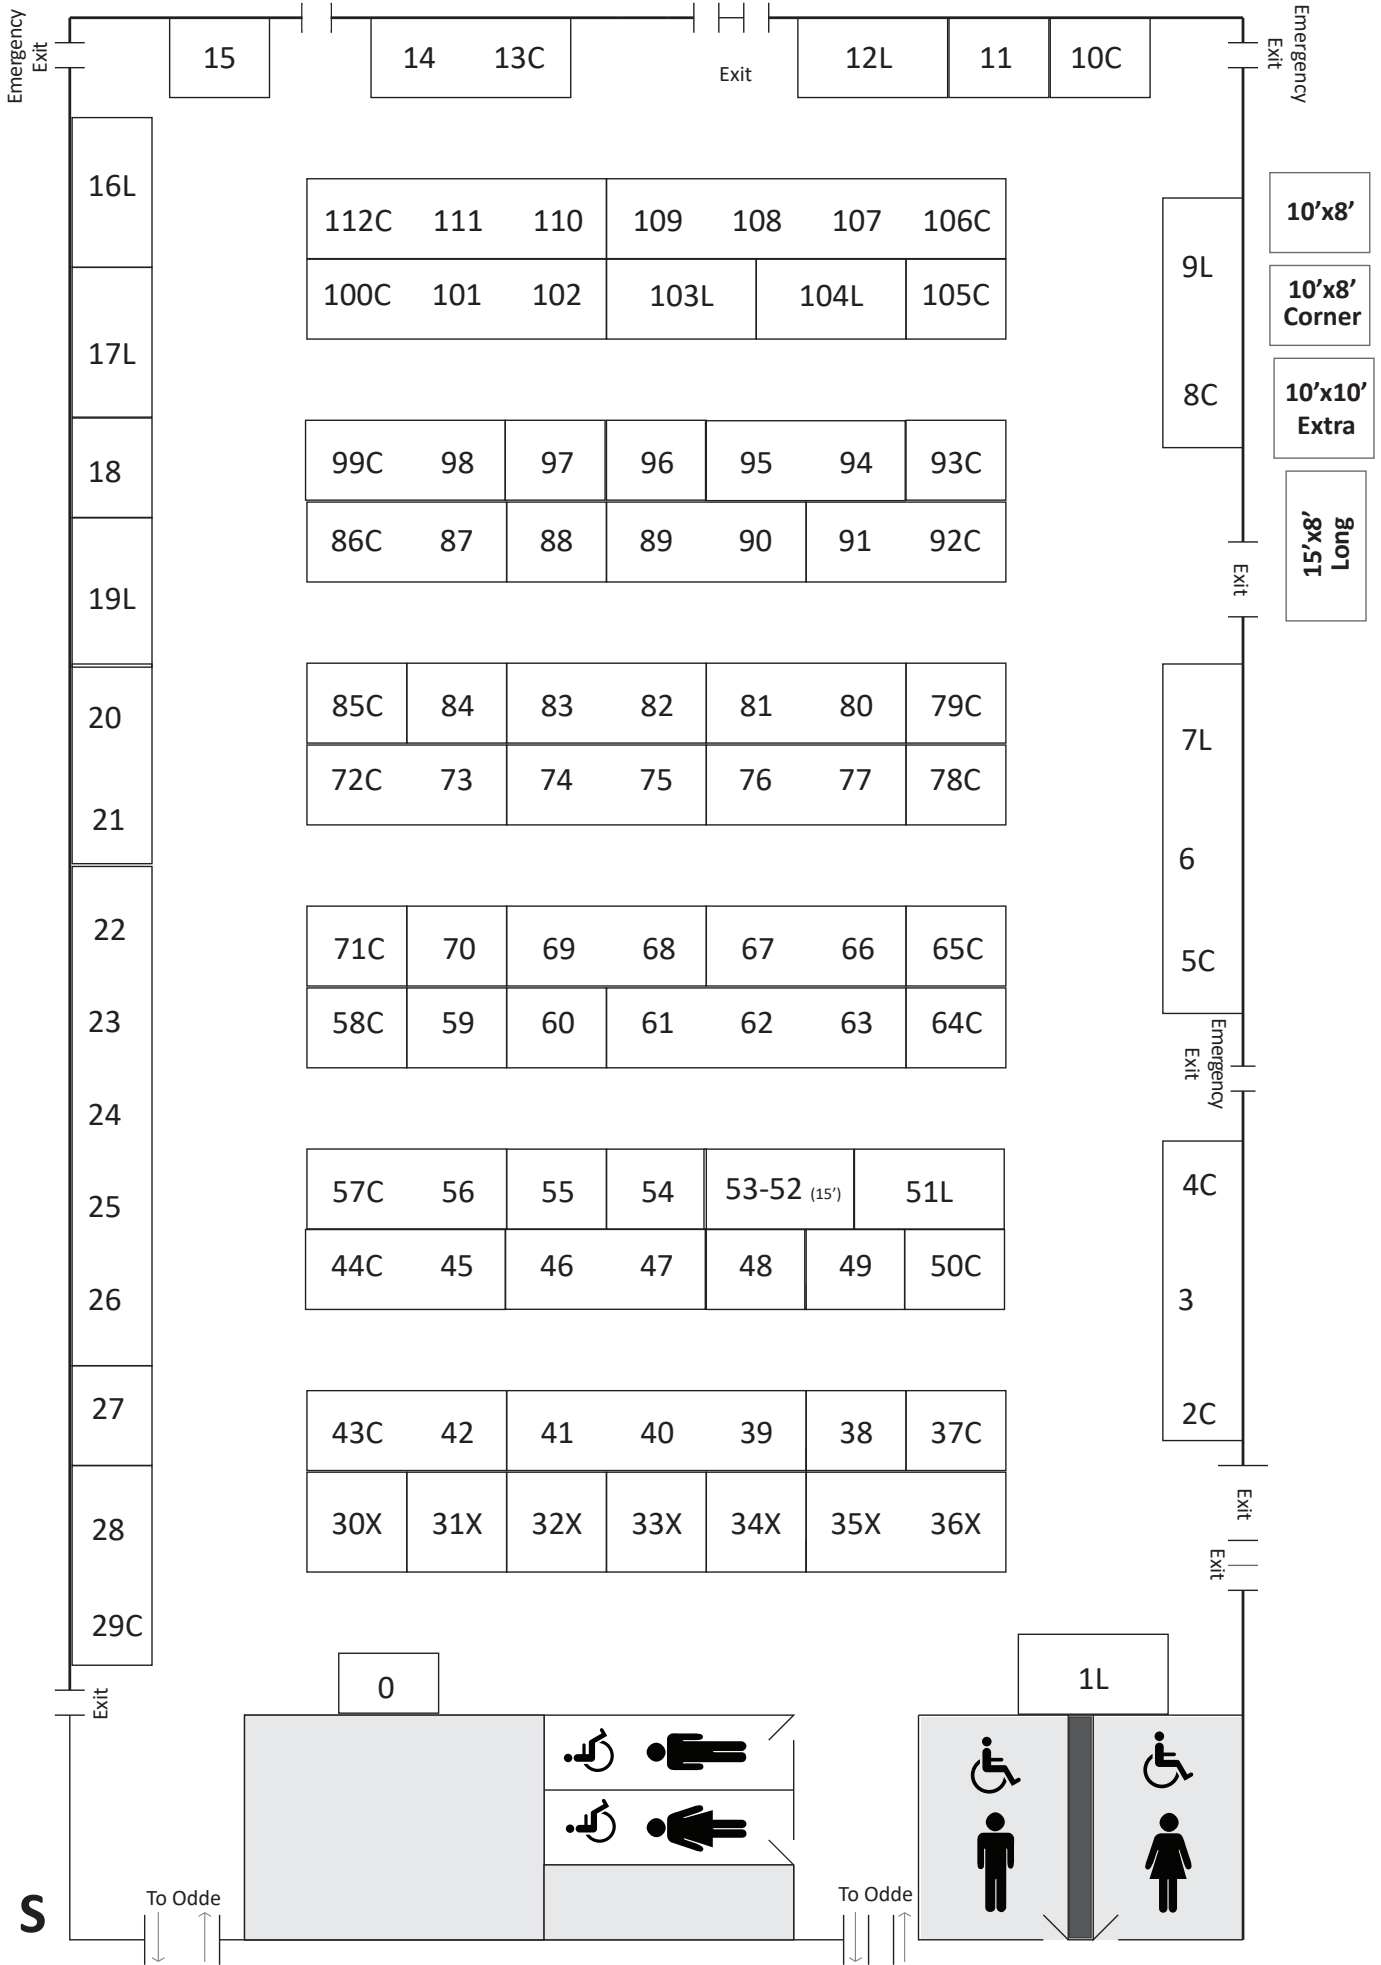 Emergency
Exit
15
14
13C
Exit
12L
11
10C
Emergency
Exit
16L
17L
18
19L
20
21
22
23
24
25
26
27
28
29C
Exit
112C 111 110 109 108 107 106C
100C 101 102 103L 104L 105C
99C 98 97 96 95 94 93C
86C 87 88 89 90 91 92C
85C 84 83 82 81 80 79C
72C 73 74 75 76 77 78C
71C 70 69 68 67 66 65C
58C 59 60 61 62 63 64C
57C 56 55 54 53-52 (15') 51L
44C 45 46 47 48 49 50C
43C 42 41 40 39 38 37C
30X 31X 32X 33X 34X 35X 36X
9L
8C
Exit
7L
6
5C
Emergency
Exit
4C
3
2C
Exit
Exit
10'x8'
10'x8'
Corner
10'x10'
Extra
15'x8'
Long
0
1L
S
To Odde
To Odde